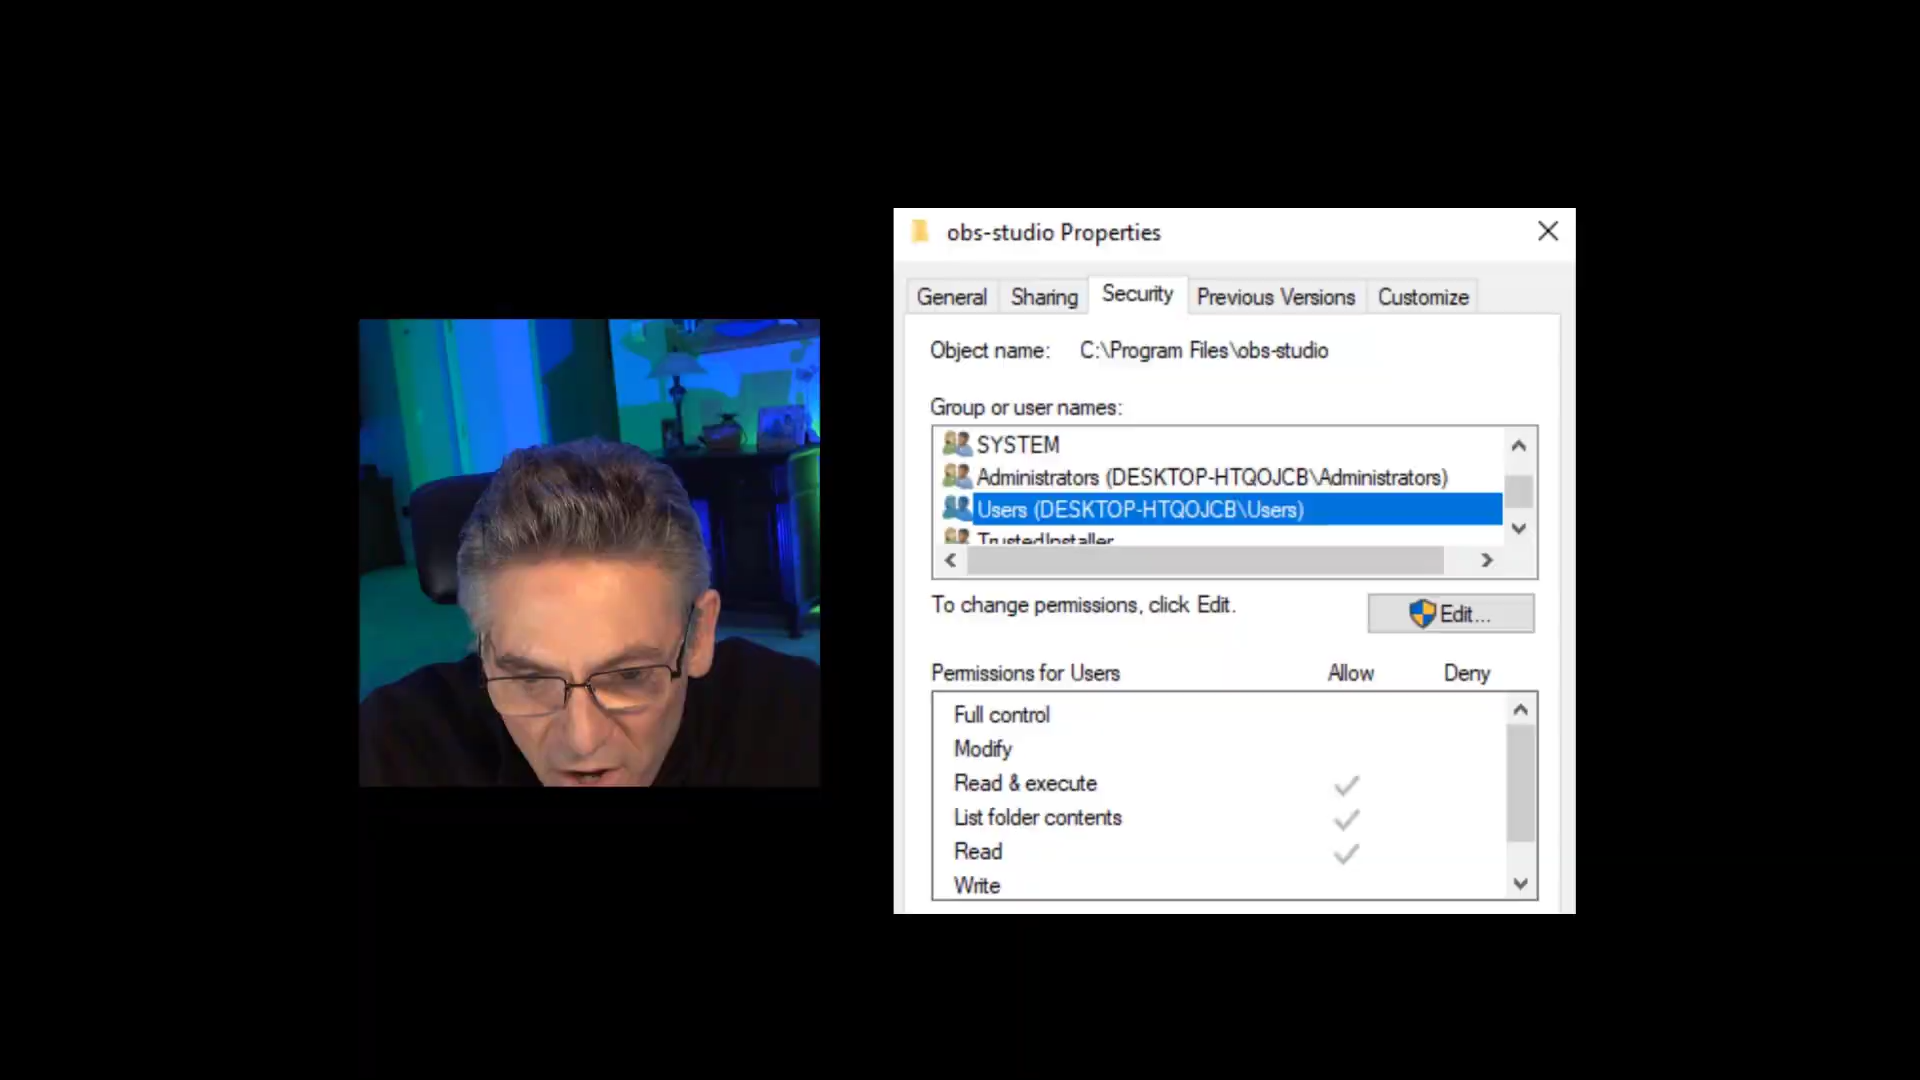 obs-studio Properties
General Sharing Security Previous Versions Customize
Object name: C:\Program Files\obs-studio
Group or user names:
SYSTEM
Administrators (DESKTOP-HTQOJCB\Administrators)
Users (DESKTOP-HTQOJCB\Users)
TrustedInstaller
To change permissions, click Edit.
Edit...
Permissions for Users Allow Deny
Full control
Modify
Read & execute
List folder contents
Read
Write